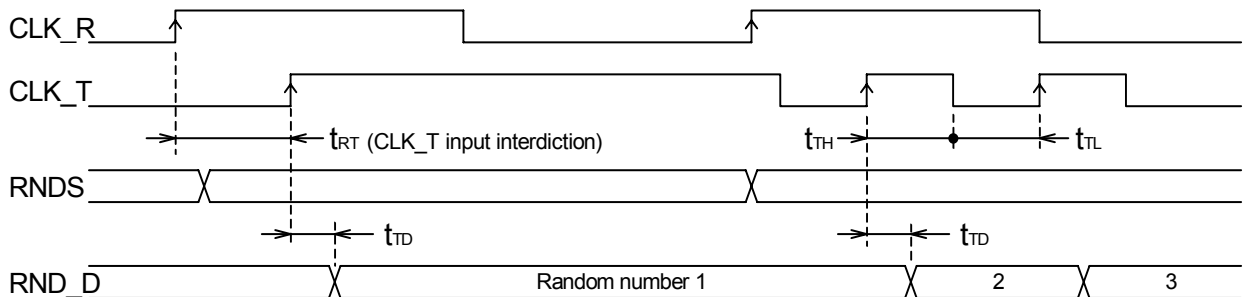 CLK_R
CLK_T
tRT (CLK_T input interdiction)
tTH
tTL
RNDS
tTD
tTD
RND_D
Random number 1
2
3